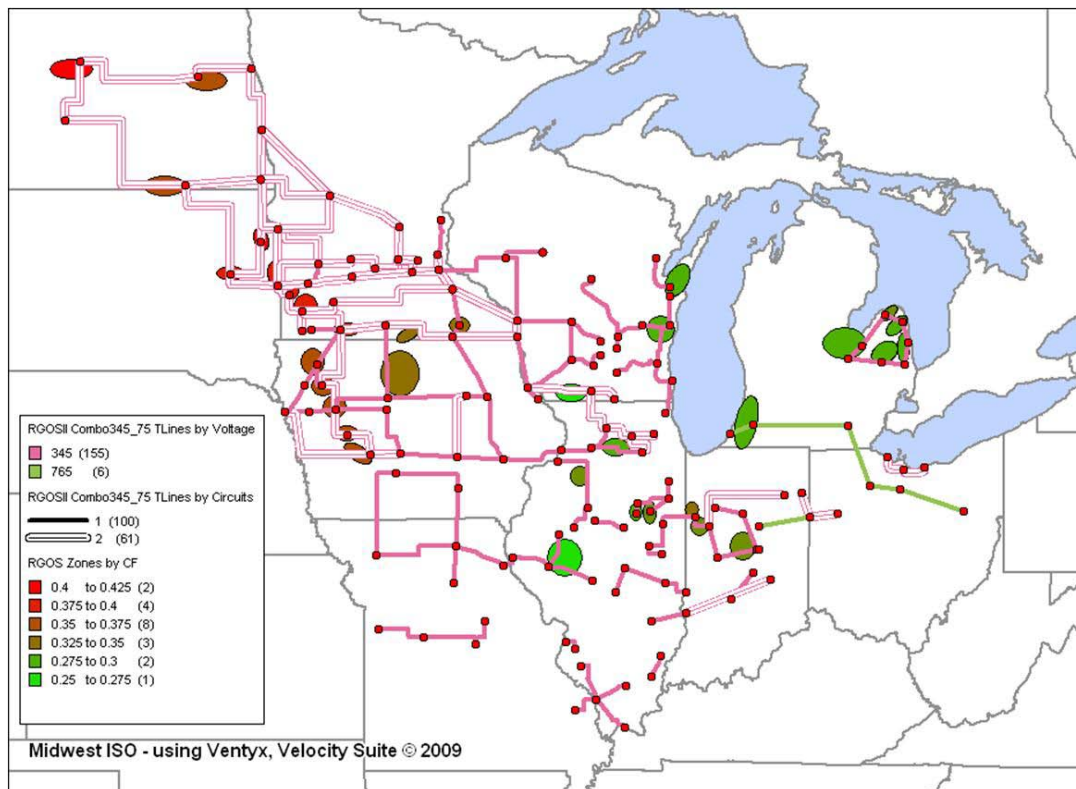 RGOSII Combo345_75 TLines by Voltage
345 (155)
765 (6)
RGOSII Combo345_75 TLines by Circuits
1 (100)
2 (61)
RGOS Zones by CF
0.4 to 0.425 (2)
0.375 to 0.4 (4)
0.35 to 0.375 (8)
0.325 to 0.35 (3)
0.275 to 0.3 (2)
0.25 to 0.275 (1)
Midwest ISO - using Ventyx, Velocity Suite © 2009